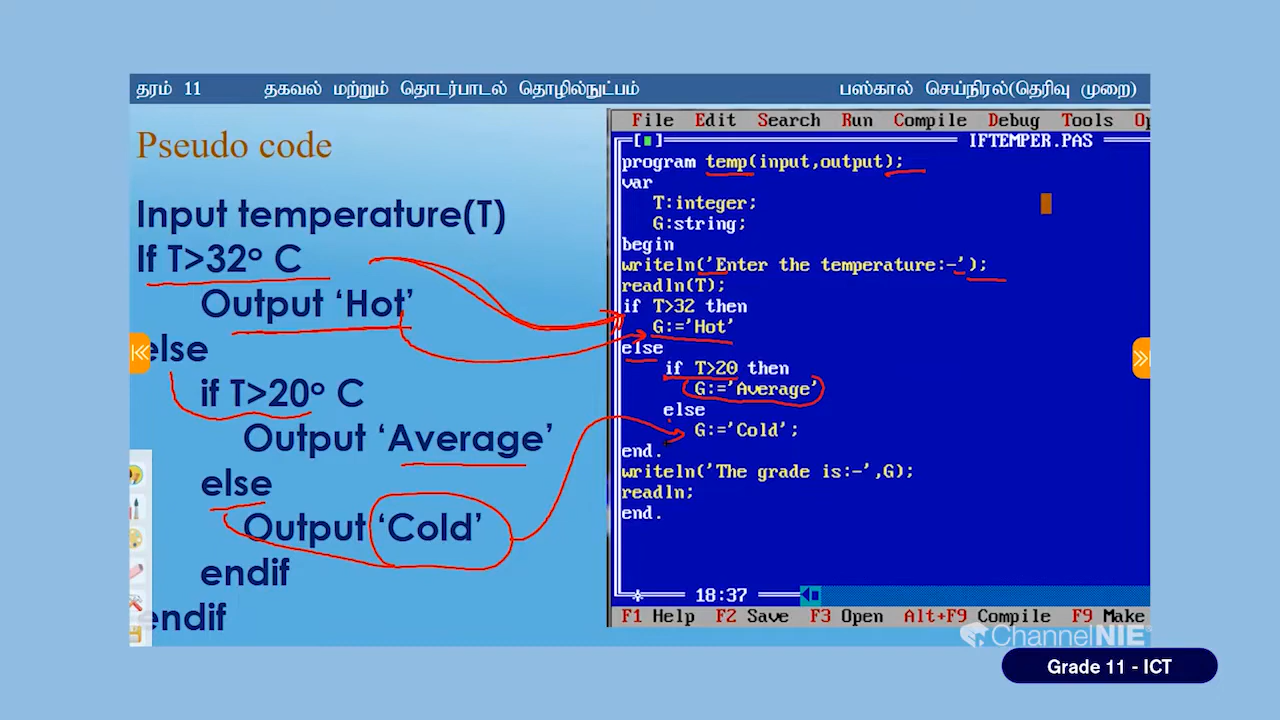 தரம் 11 தகவல் மற்றும் தொடர்பாடல் தொழில்நுட்பம் பஸ்கால் செய்நிரல்(தெரிவு முறை)
Pseudo code
Input temperature(T)
If T>32o C
Output ‘Hot’
else
if T>20o C
Output ‘Average’
else
Output ‘Cold’
endif
endif
File Edit Search Run Compile Debug Tools Op
IFTEMPER.PAS
program temp(input,output);
var
T:integer;
G:string;
begin
writeln('Enter the temperature:-');
readln(T);
if T>32 then
G:='Hot'
else
if T>20 then
G:='Average'
else
G:='Cold';
end.
writeln('The grade is:-',G);
readln;
end.
18:37
F1 Help F2 Save F3 Open Alt+F9 Compile F9 Make
ChannelNIE
Grade 11 - ICT